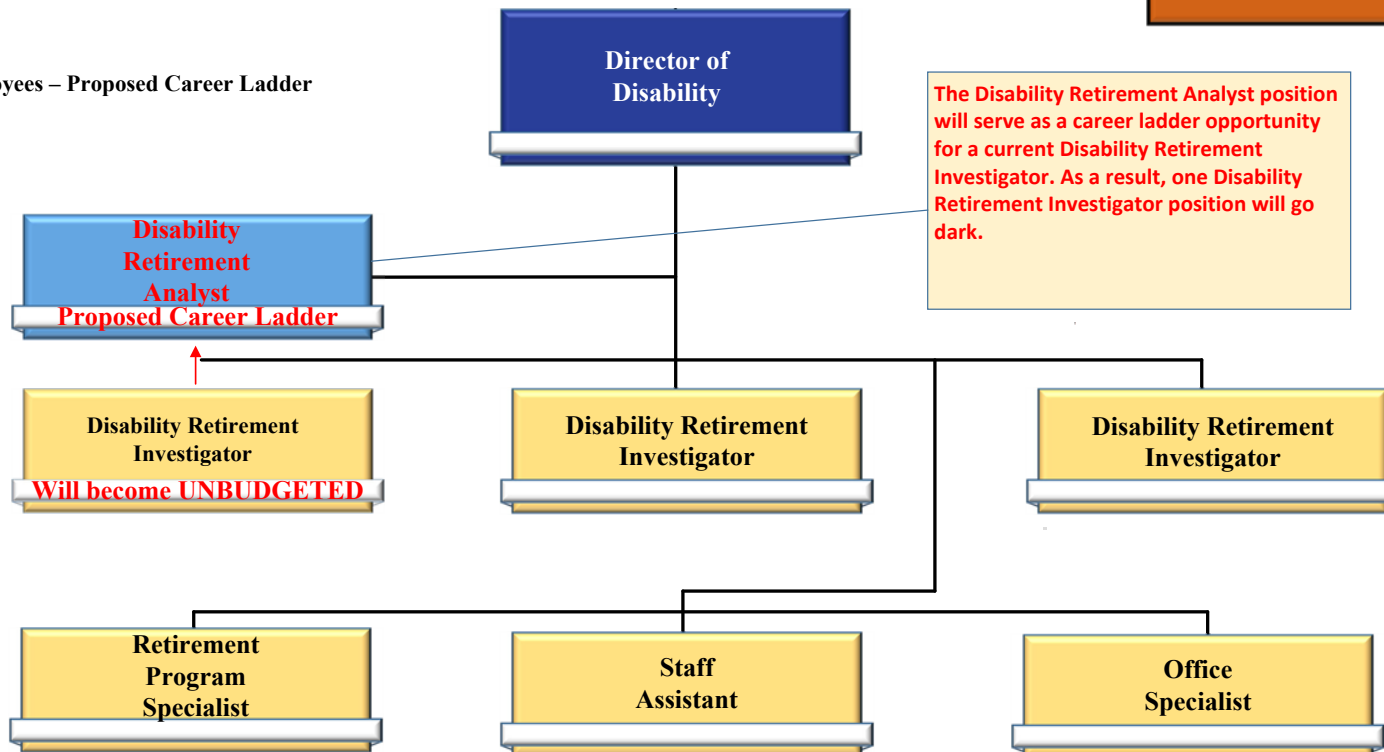 Director of
Disability
– Proposed Career Ladder
The Disability Retirement Analyst position
will serve as a career ladder opportunity
for a current Disability Retirement
Investigator. As a result, one Disability
Retirement Investigator position will go
dark.
Disability
Retirement
Analyst
Proposed Career Ladder
Disability Retirement
Investigator
Will become UNBUDGETED
Disability Retirement
Investigator
Disability Retirement
Investigator
Retirement
Program
Specialist
Staff
Assistant
Office
Specialist